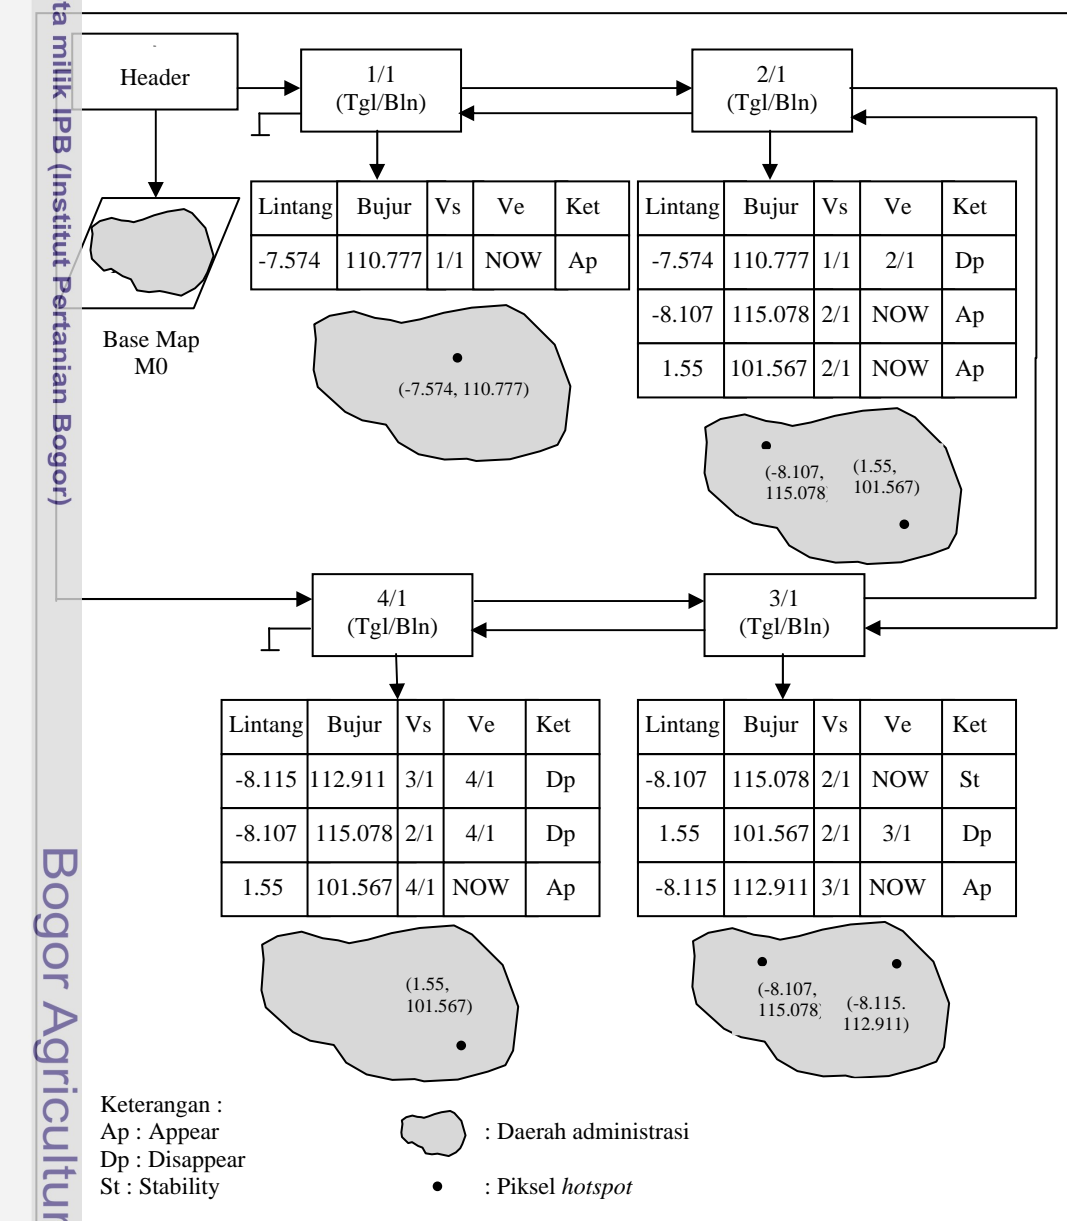 ta milik IPB (Institut Pertanian Bogor)
Bogor Agricultur
Header
1/1
(Tgl/Bln)
2/1
(Tgl/Bln)
Base Map
M0
Lintang Bujur Vs Ve Ket
-7.574 110.777 1/1 NOW Ap
(-7.574, 110.777)
Lintang Bujur Vs Ve Ket
-7.574 110.777 1/1 2/1 Dp
-8.107 115.078 2/1 NOW Ap
1.55 101.567 2/1 NOW Ap
(-8.107,
115.078)
(1.55,
101.567)
4/1
(Tgl/Bln)
3/1
(Tgl/Bln)
Lintang Bujur Vs Ve Ket
-8.115 112.911 3/1 4/1 Dp
-8.107 115.078 2/1 4/1 Dp
1.55 101.567 4/1 NOW Ap
(1.55,
101.567)
Lintang Bujur Vs Ve Ket
-8.107 115.078 2/1 NOW St
1.55 101.567 2/1 3/1 Dp
-8.115 112.911 3/1 NOW Ap
(-8.107,
115.078)
(-8.115.
112.911)
Keterangan :
Ap : Appear
Dp : Disappear
St : Stability
: Daerah administrasi
: Piksel hotspot